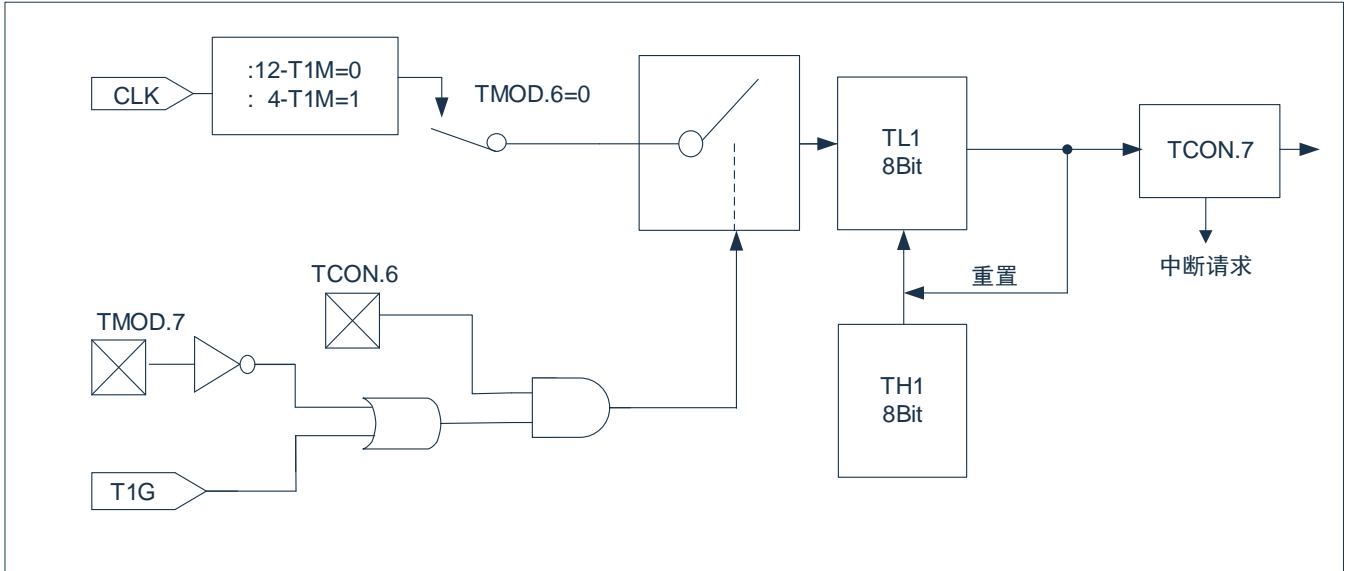 :12-T1M=0
: 4-T1M=1
CLK
TMOD.6=0
TL1
8Bit
TCON.7
中断请求
重置
TCON.6
TMOD.7
TH1
8Bit
T1G